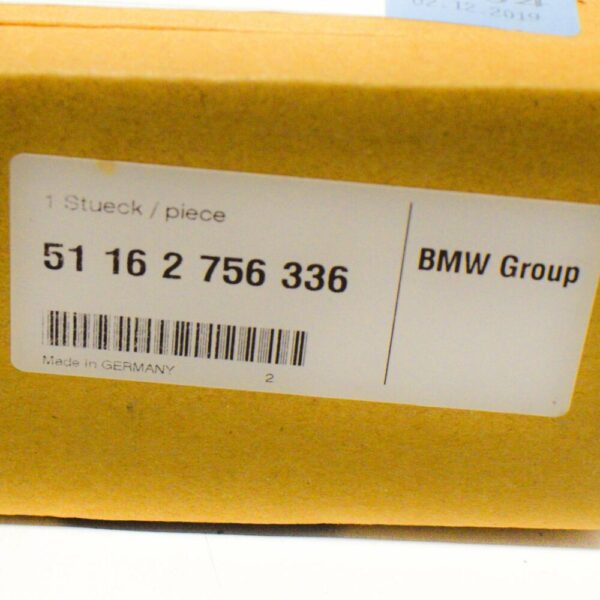 02-12-2019
1 Stueck / piece
51 16 2 756 336
BMW Group
Made in GERMANY
2